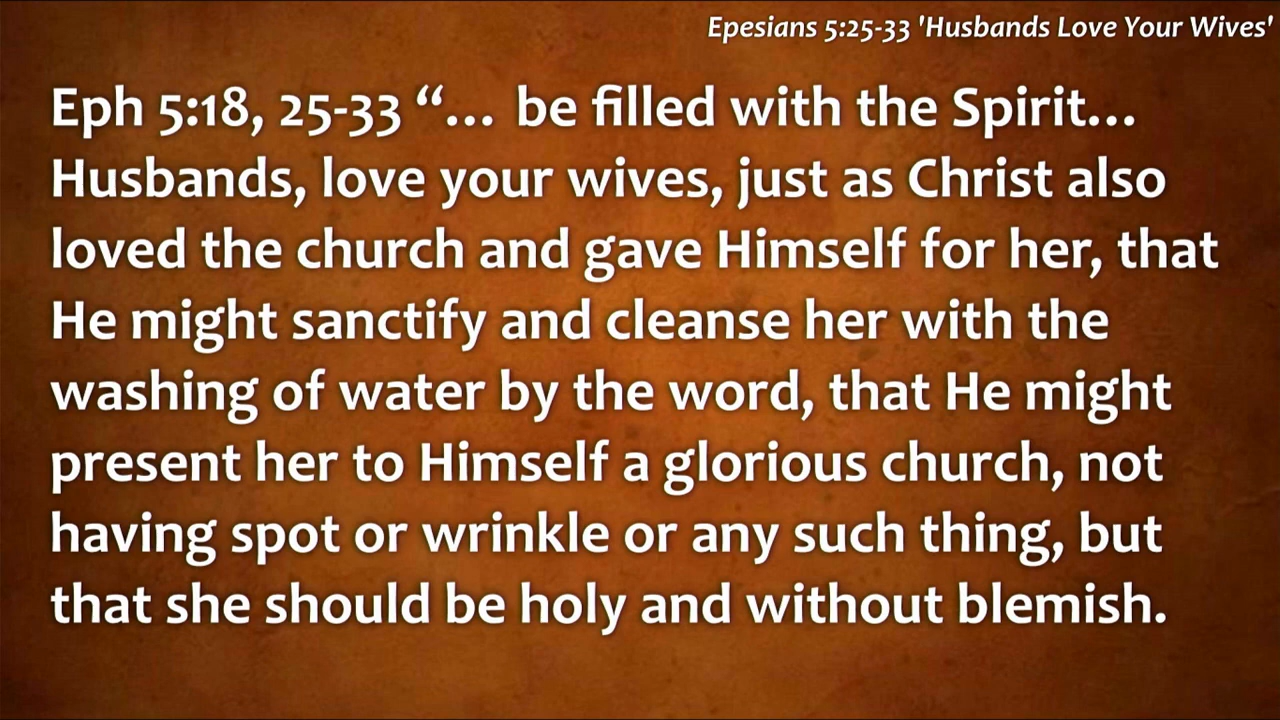 Epesians 5:25-33 'Husbands Love Your Wives'
Eph 5:18, 25-33 “… be filled with the Spirit…
Husbands, love your wives, just as Christ also
loved the church and gave Himself for her, that
He might sanctify and cleanse her with the
washing of water by the word, that He might
present her to Himself a glorious church, not
having spot or wrinkle or any such thing, but
that she should be holy and without blemish.